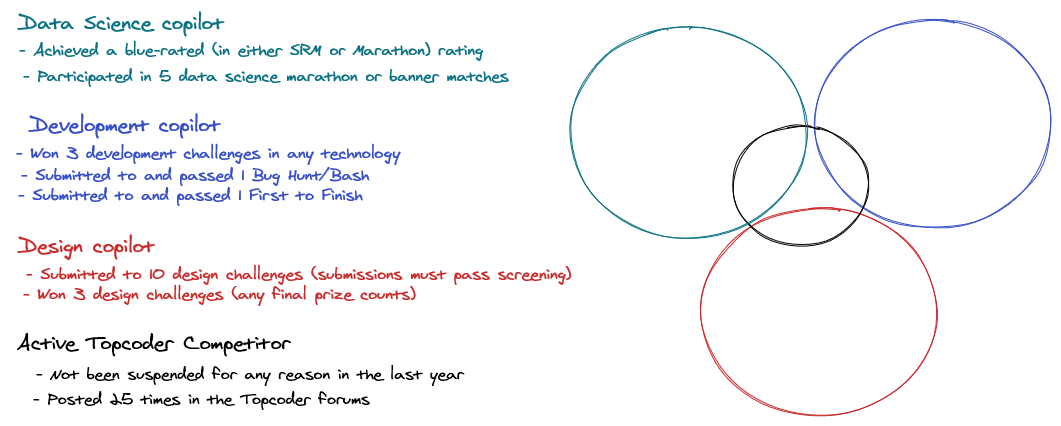 Data Science copilot
- Achieved a blue-rated (in either SRM or Marathon) rating
- Participated in 5 data science marathon or banner matches
Development copilot
- Won 3 development challenges in any technology
- Submitted to and passed 1 Bug Hunt/Bash
- Submitted to and passed 1 First to Finish
Design copilot
- Submitted to 10 design challenges (submissions must pass screening)
- Won 3 design challenges (any final prize counts)
Active Topcoder Competitor
- Not been suspended for any reason in the last year
- Posted 25 times in the Topcoder forums